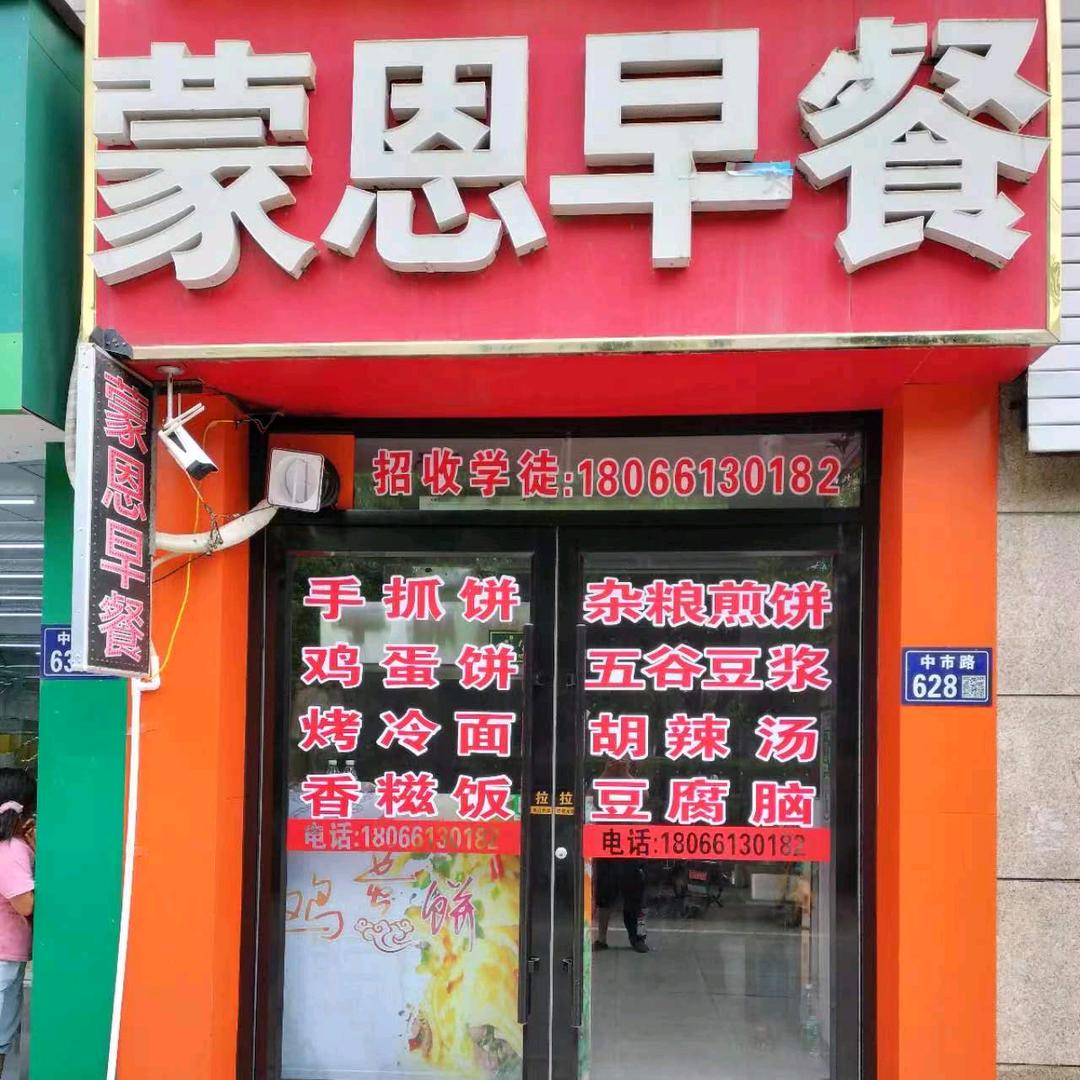 蒙恩早餐
蒙恩早餐
招收学徒:18066130182
手抓饼
鸡蛋饼
烤冷面
香糍饭
电话:18066130182
杂粮煎饼
五谷豆浆
胡辣汤
豆腐脑
电话:18066130182
拉
拉
鸡蛋饼
中市路
628
中
63